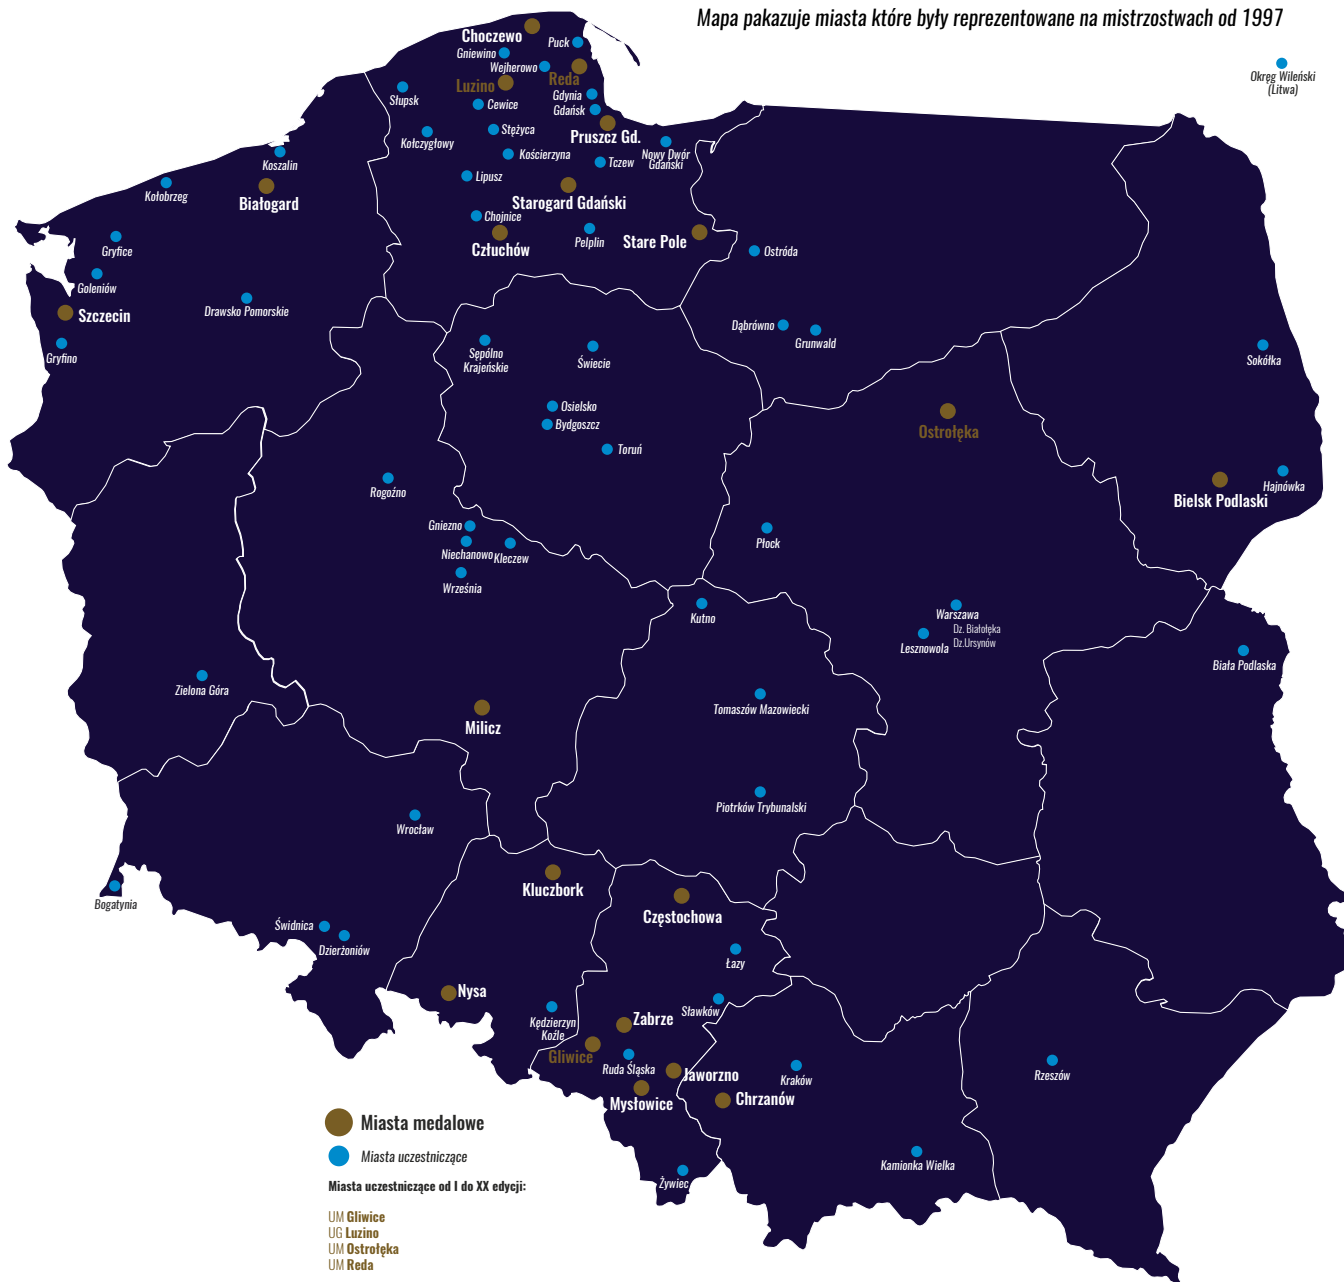 Mapa pakazuje miasta które były reprezentowane na mistrzostwach od 1997
Choczewo
Puck
Gniewino
Wejherowo
Okręg Wileński
(Litwa)
Luzino
Reda
Słupsk
Cewice
Gdynia
Gdańsk
Kołczygłowy
Stężyca
Pruszcz Gd.
Koszalin
Kościerzyna
Tczew
Nowy Dwór
Gdański
Kołobrzeg
Lipusz
Białogard
Starogard Gdański
Chojnice
Gryfice
Człuchów
Pelplin
Stare Pole
Ostróda
Goleniów
Drawsko Pomorskie
Szczecin
Dąbrówno
Grunwald
Gryfino
Sępólno
Krajeńskie
Świecie
Sokółka
Osielsko
Bydgoszcz
Ostrołęka
Toruń
Rogoźno
Hajnówka
Bielsk Podlaski
Gniezno
Płock
Niechanowo
Kleczew
Września
Kutno
Warszawa
Dz. Białołęka
Dz.Ursynów
Lesznowola
Biała Podlaska
Zielona Góra
Tomaszów Mazowiecki
Milicz
Piotrków Trybunalski
Wrocław
Kluczbork
Bogatynia
Częstochowa
Świdnica
Dzierżoniów
Łazy
Nysa
Sławków
Kędzierzyn
Koźle
Zabrze
Gliwice
Ruda Śląska
Jaworzno
Kraków
Rzeszów
Mysłowice
Chrzanów
Kamionka Wielka
Żywiec
Miasta medalowe
Miasta uczestniczące
Miasta uczestniczące od I do XX edycji:
UM Gliwice
UG Luzino
UM Ostrołęka
UM Reda